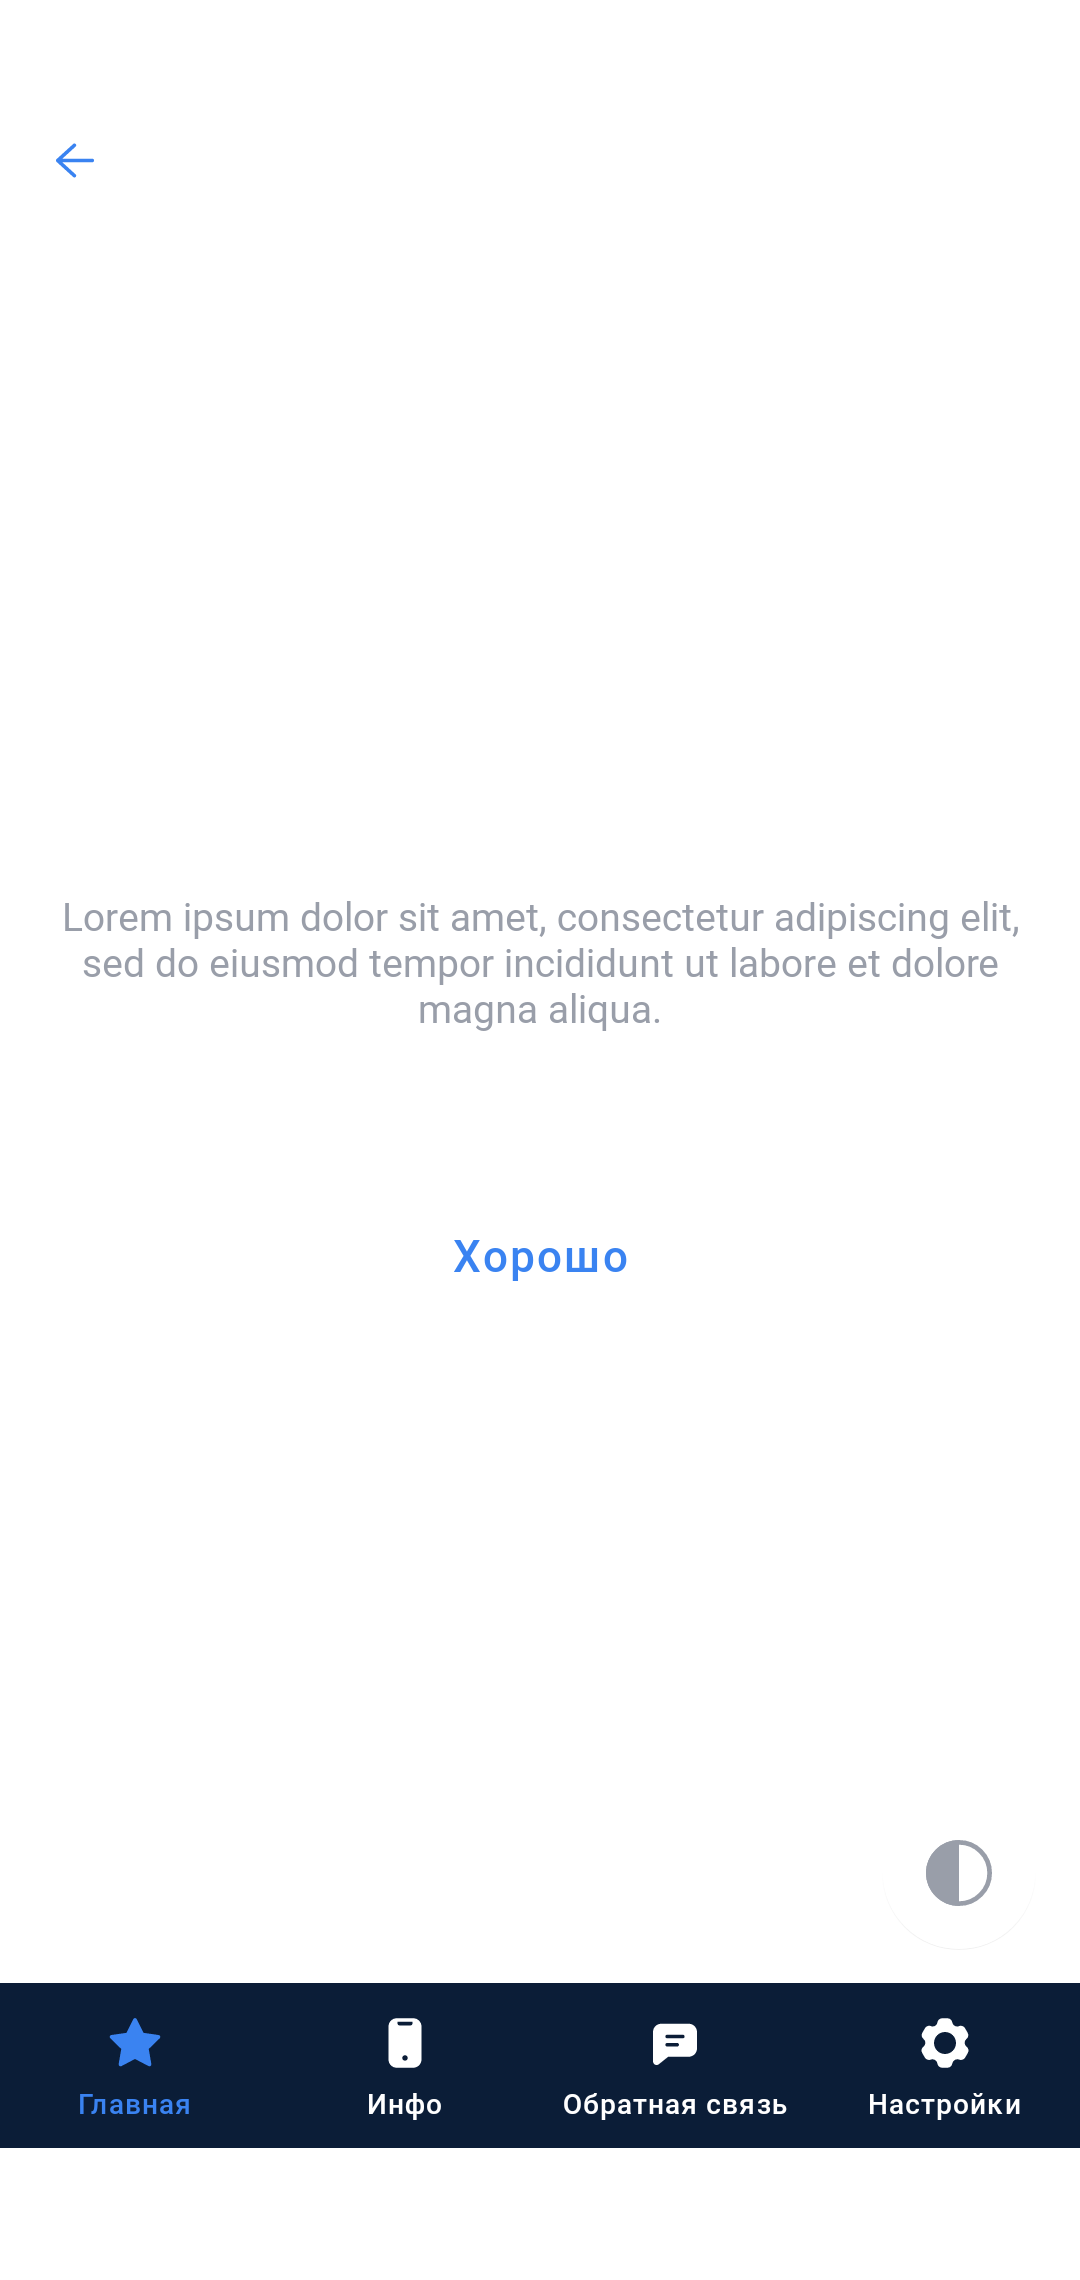 Lorem ipsum dolor sit amet, consectetur adipiscing elit,
sed do eiusmod tempor incididunt ut labore et dolore
magna aliqua.
Хорошо
Главная
Инфо
Обратная связь
Настройки